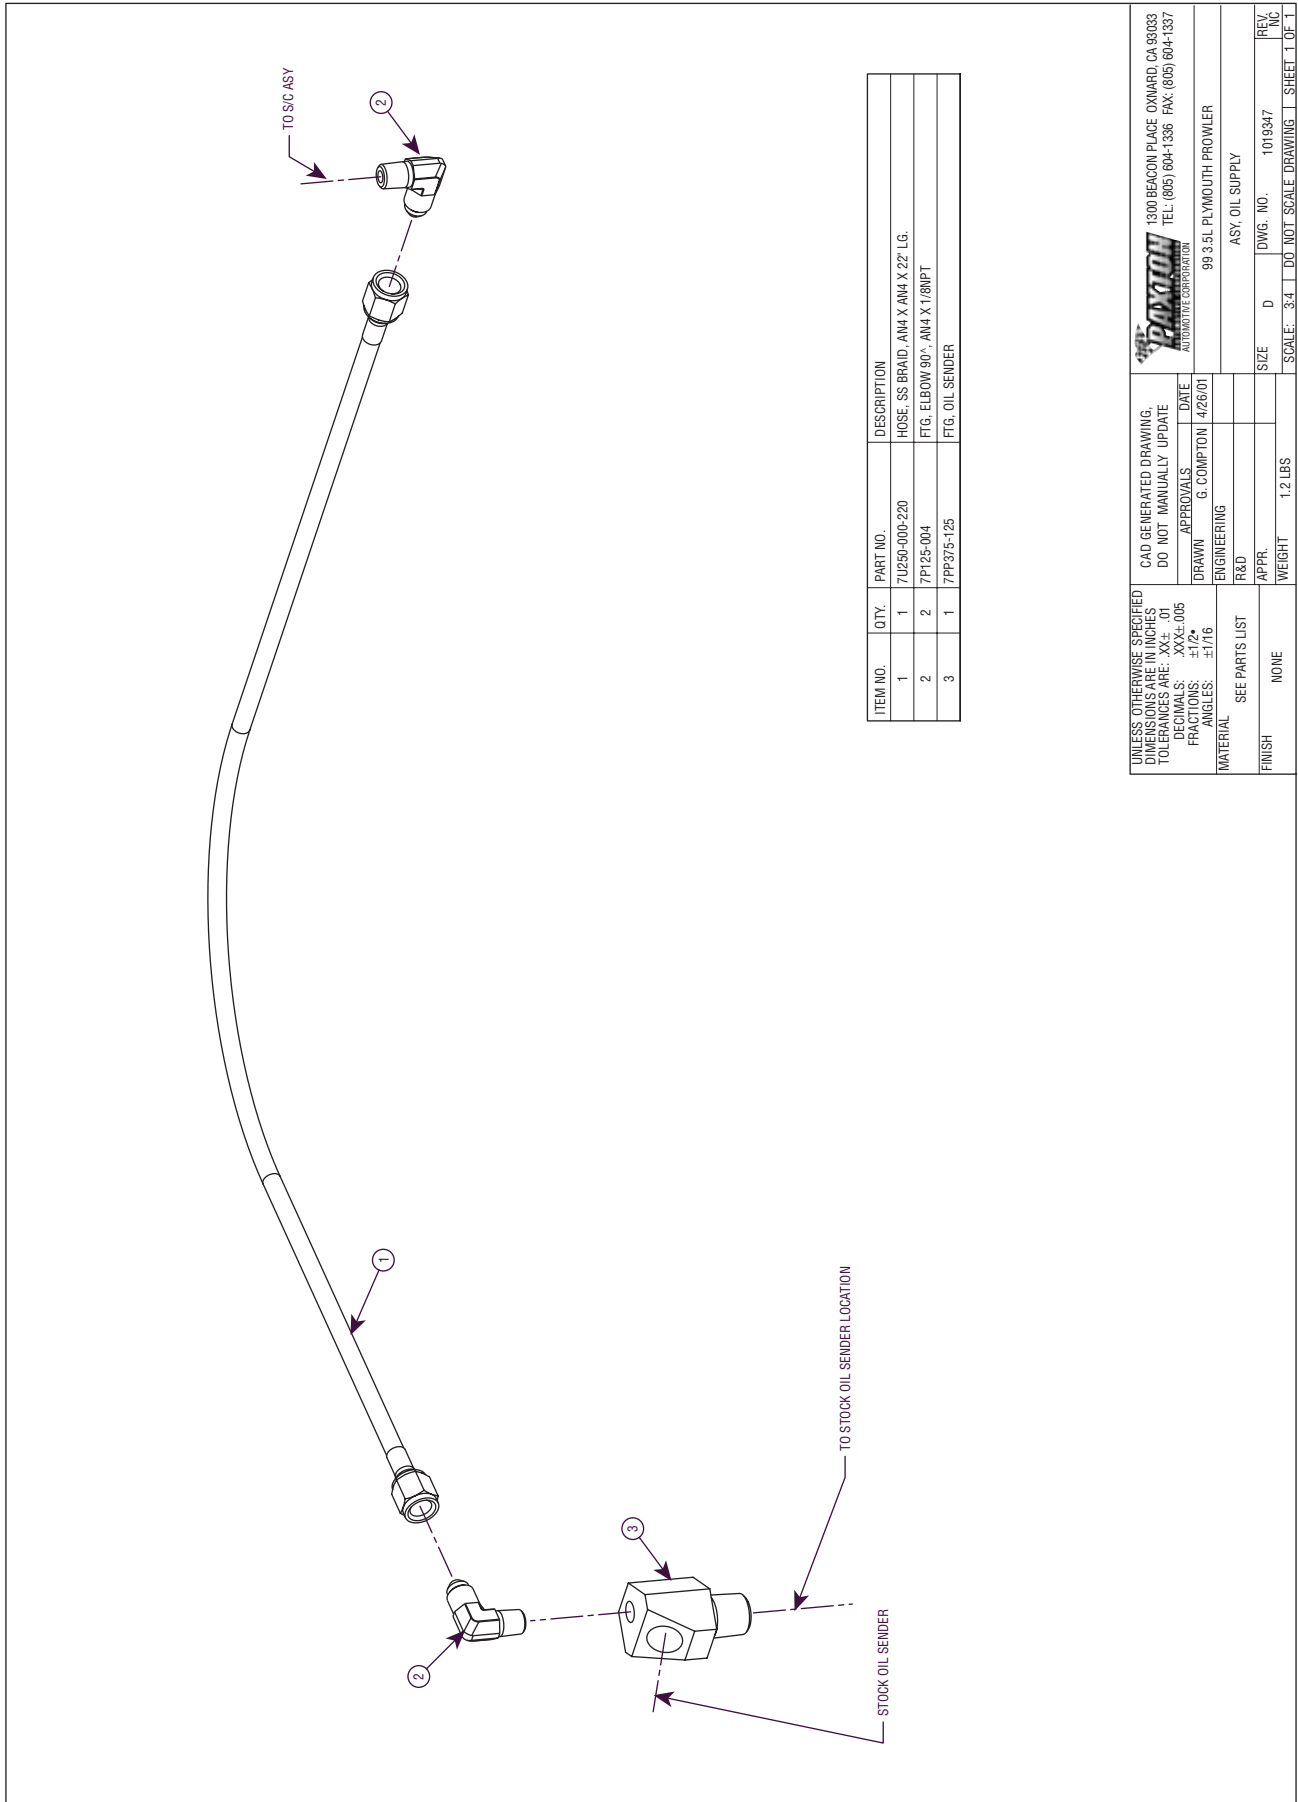 TO S/C ASY
2
1
2
3
STOCK OIL SENDER
TO STOCK OIL SENDER LOCATION
ITEM NO. QTY. PART NO. DESCRIPTION
1 1 7U250-000-220 HOSE, SS BRAID, AN4 X AN4 X 22" LG.
2 2 7P125-004 FTG, ELBOW 90^, AN4 X 1/8NPT
3 1 7PP375-125 FTG, OIL SENDER
UNLESS OTHERWISE SPECIFIED
DIMENSIONS ARE IN INCHES
TOLERANCES ARE: .XX± .01
DECIMALS: .XXX±.005
FRACTIONS: ±1/2•
ANGLES: ±1/16
MATERIAL
SEE PARTS LIST
FINISH
NONE
CAD GENERATED DRAWING,
DO NOT MANUALLY UPDATE
APPROVALS DATE
DRAWN G. COMPTON 4/26/01
ENGINEERING
R&D
APPR.
WEIGHT 1.2 LBS
PAXTON
AUTOMOTIVE CORPORATION
1300 BEACON PLACE OXNARD, CA 93033
TEL: (805) 604-1336 FAX: (805) 604-1337
99 3.5L PLYMOUTH PROWLER
ASY, OIL SUPPLY
SIZE D DWG. NO. 1019347 REV. NC
SCALE: 3:4 DO NOT SCALE DRAWING SHEET 1 OF 1